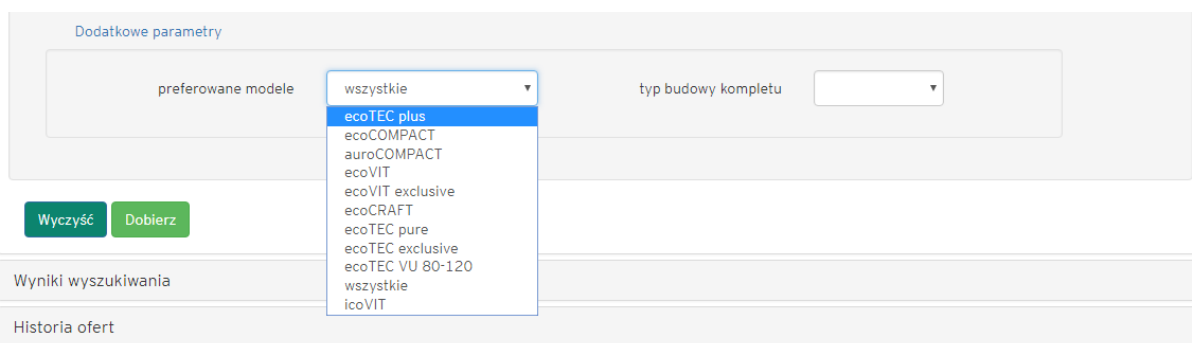 Dodatkowe parametry
preferowane modele wszystkie typ budowy kompletu
ecoTEC plus
ecoCOMPACT
auroCOMPACT
ecoVIT
ecoVIT exclusive
ecoCRAFT
ecoTEC pure
ecoTEC exclusive
ecoTEC VU 80-120
wszystkie
icoVIT
Wyczyść Dobierz
Wyniki wyszukiwania
Historia ofert